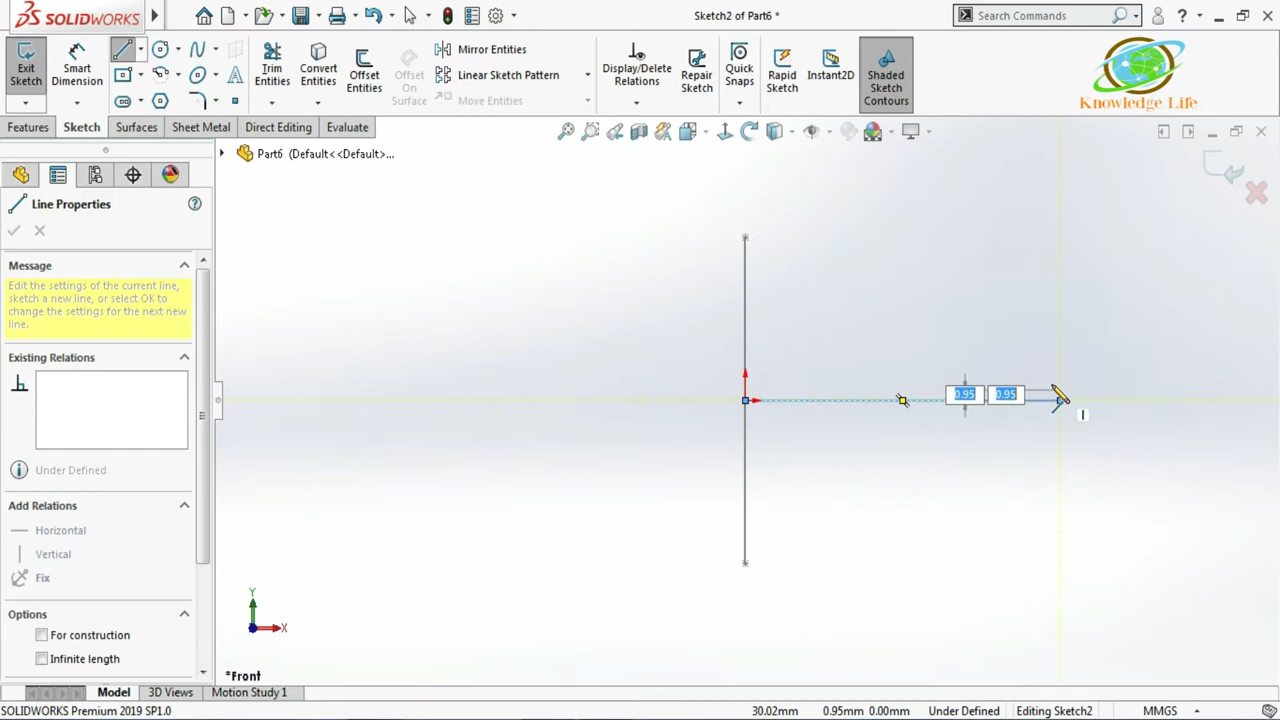 SOLIDWORKS
Sketch2 of Part6 *
Search Commands
?
Exit
Sketch
Smart
Dimension
Trim
Entities
Convert
Entities
Offset
Entities
Offset
On
Surface
Mirror Entities
Linear Sketch Pattern
Move Entities
Display/Delete
Relations
Repair
Sketch
Quick
Snaps
Rapid
Sketch
Instant2D
Shaded
Sketch
Contours
Knowledge Life
Features
Sketch
Surfaces
Sheet Metal
Direct Editing
Evaluate
Part6 (Default<<Default>...
Line Properties
Message
Edit the settings of the current line,
sketch a new line, or select OK to
change the settings for the next new
line.
Existing Relations
Under Defined
Add Relations
Horizontal
Vertical
Fix
Options
For construction
Infinite length
0.95
0.95
Y
X
*Front
Model
3D Views
Motion Study 1
SOLIDWORKS Premium 2019 SP1.0
30.02mm
0.95mm 0.00mm
Under Defined
Editing Sketch2
MMGS